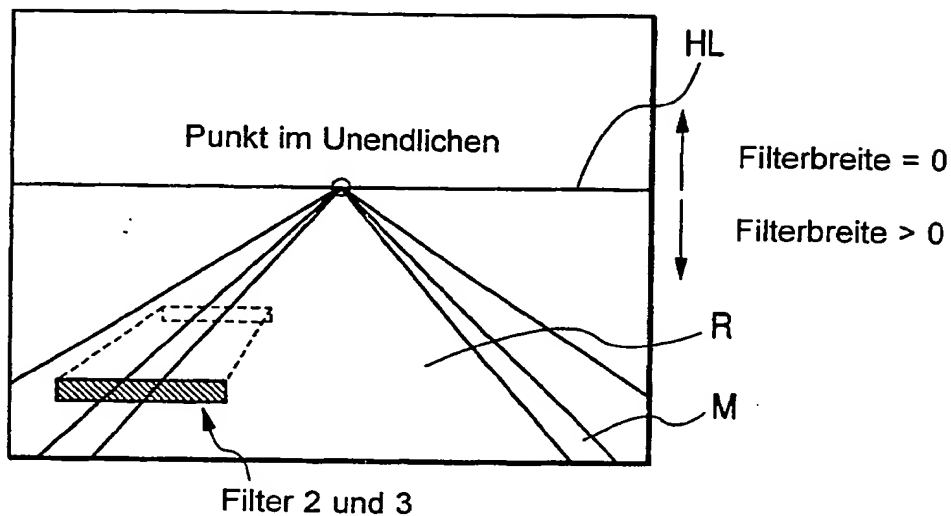 HL
Punkt im Unendlichen
Filterbreite = 0
Filterbreite > 0
R
M
Filter 2 und 3